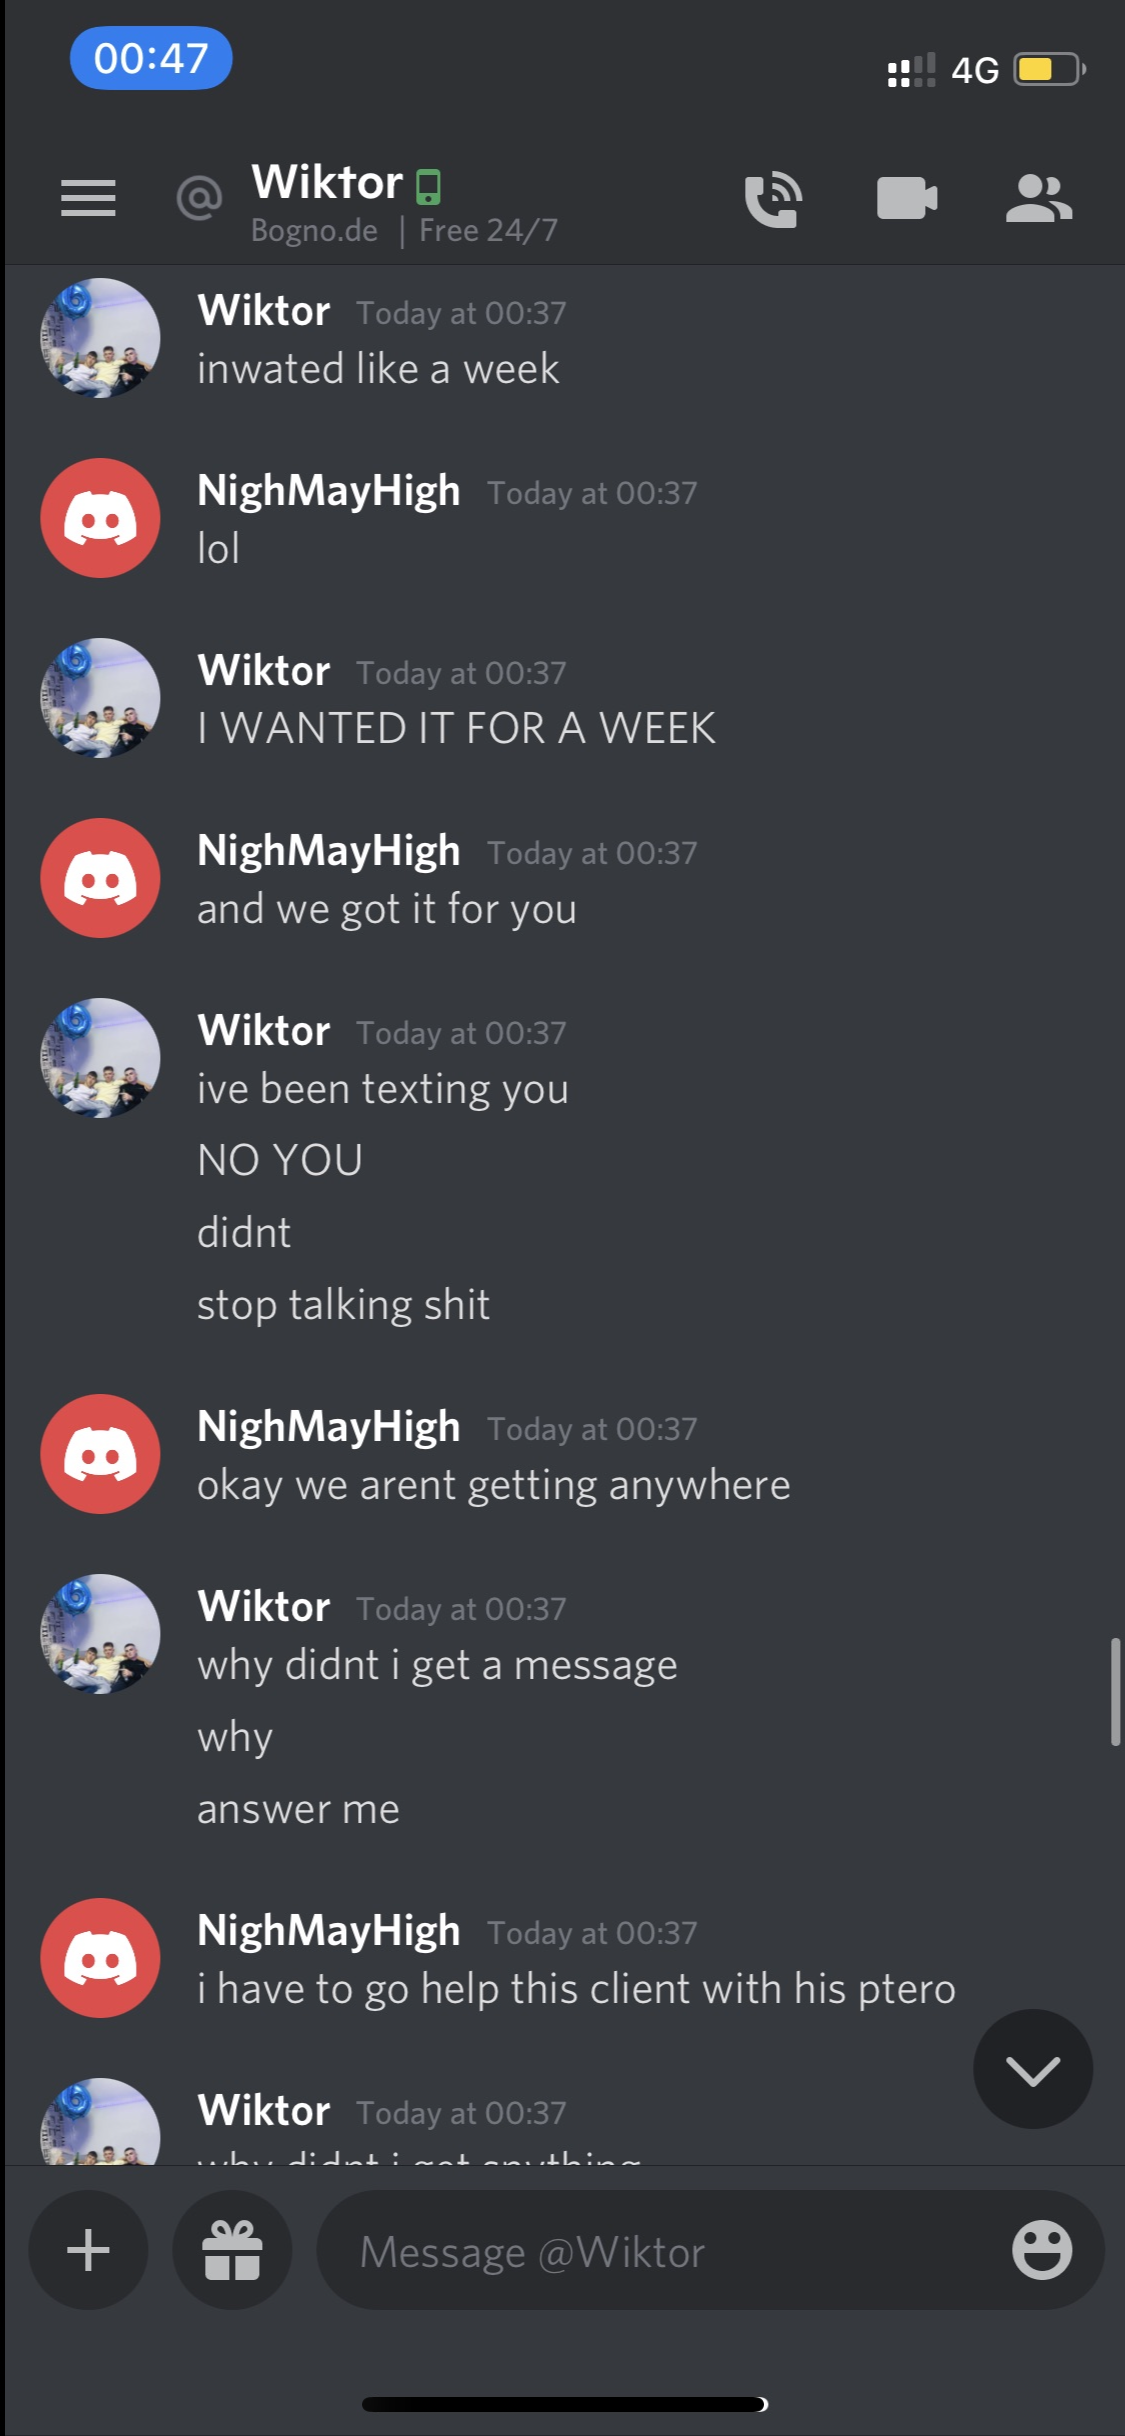 00:47
4G
@ Wiktor
Bogno.de | Free 24/7
Wiktor Today at 00:37
inwated like a week
NighMayHigh Today at 00:37
lol
Wiktor Today at 00:37
I WANTED IT FOR A WEEK
NighMayHigh Today at 00:37
and we got it for you
Wiktor Today at 00:37
ive been texting you
NO YOU
didnt
stop talking shit
NighMayHigh Today at 00:37
okay we arent getting anywhere
Wiktor Today at 00:37
why didnt i get a message
why
answer me
NighMayHigh Today at 00:37
i have to go help this client with his ptero
Wiktor Today at 00:37
why didnt i get anything
Message @Wiktor